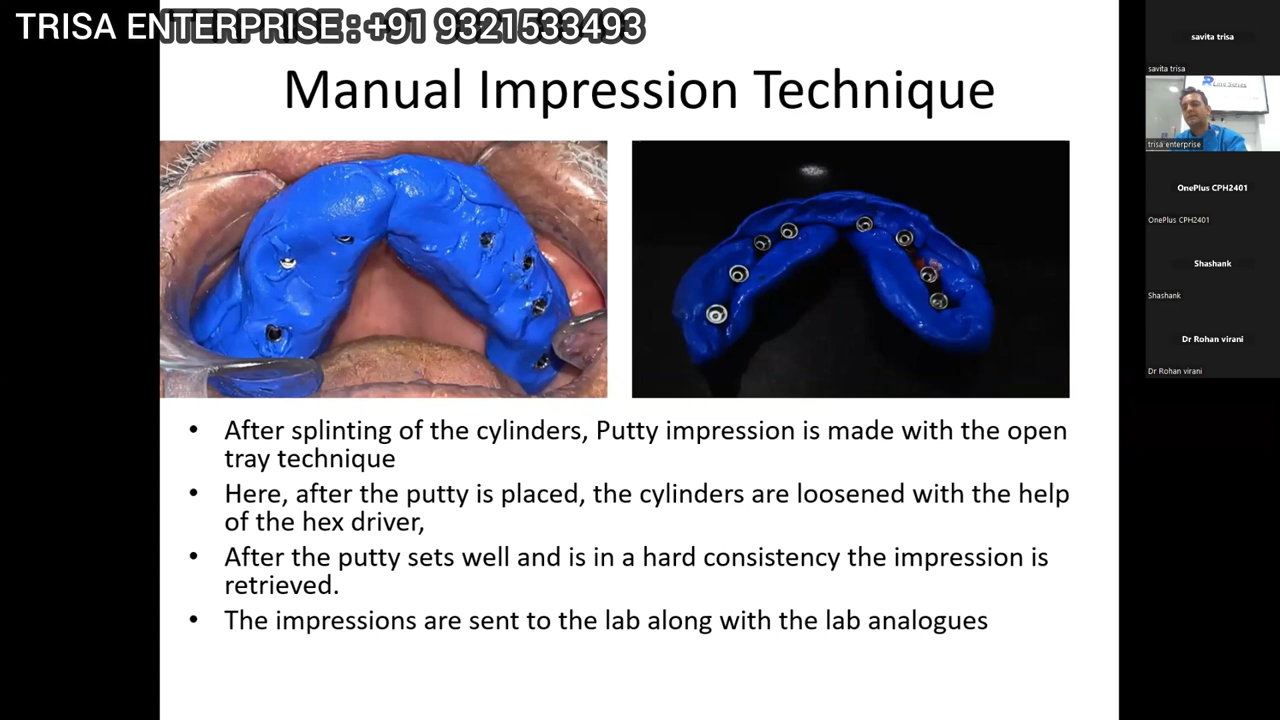 TRISA ENTERPRISE : +91 9321533493
Manual Impression Technique
• After splinting of the cylinders, Putty impression is made with the open
tray technique
• Here, after the putty is placed, the cylinders are loosened with the help
of the hex driver,
• After the putty sets well and is in a hard consistency the impression is
retrieved.
• The impressions are sent to the lab along with the lab analogues
savita trisa
savita trisa
trisa enterprise
OnePlus CPH2401
OnePlus CPH2401
Shashank
Shashank
Dr Rohan virani
Dr Rohan virani